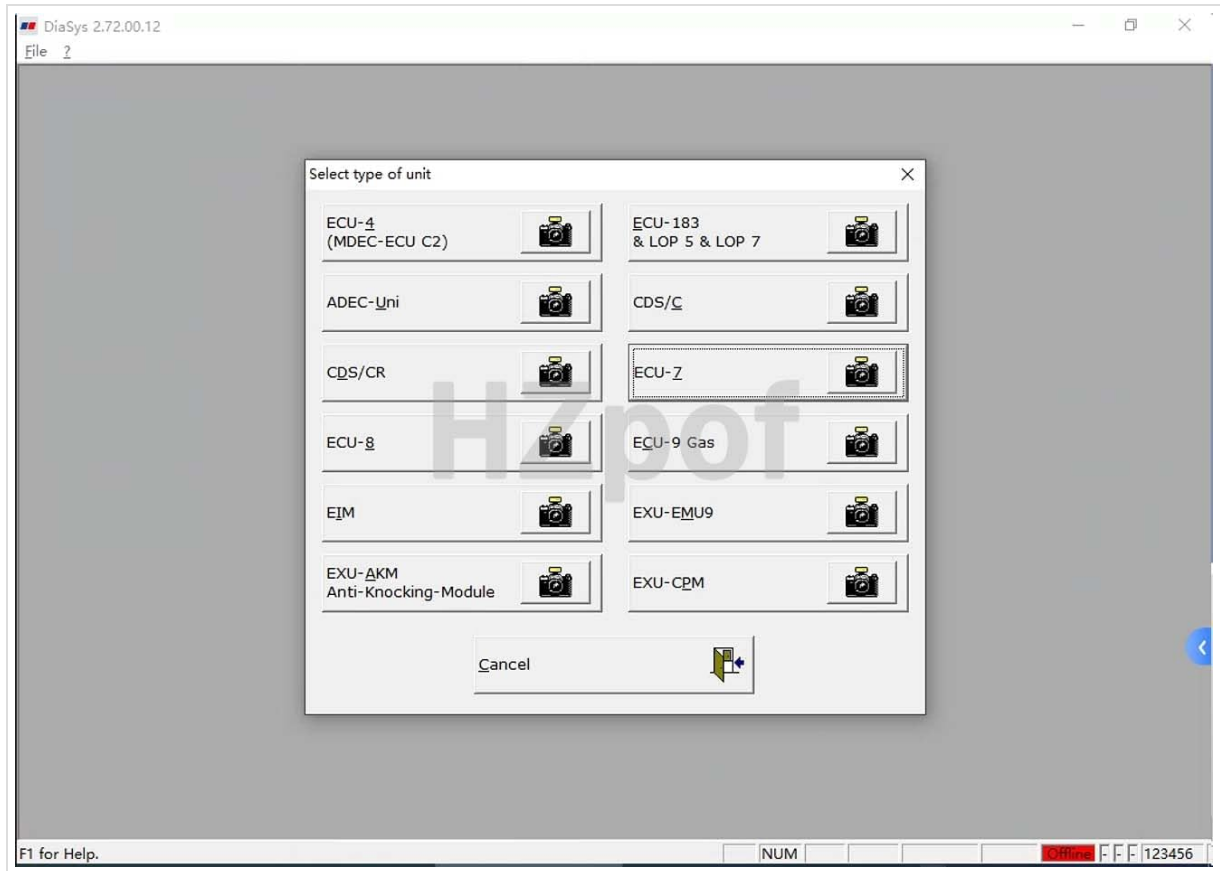 DiaSys 2.72.00.12
File ?
Select type of unit
ECU-4
(MDEC-ECU C2)
ECU-183
& LOP 5 & LOP 7
ADEC-Uni
CDS/C
CDS/CR
ECU-7
HZpof
ECU-8
ECU-9 Gas
EIM
EXU-EMU9
EXU-AKM
Anti-Knocking-Module
EXU-CPM
Cancel
F1 for Help.
NUM
Offline - - - 123456